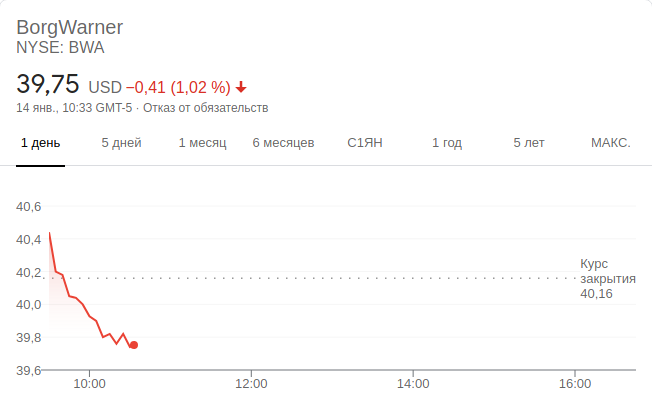 BorgWarner
NYSE: BWA
39,75 USD −0,41 (1,02 %)
14 янв., 10:33 GMT-5 · Отказ от обязательств
1 день 5 дней 1 месяц 6 месяцев С1ЯН 1 год 5 лет МАКС.
40,6
40,4
40,2
40,0
39,8
39,6
Курс
закрытия
40,16
10:00 12:00 14:00 16:00